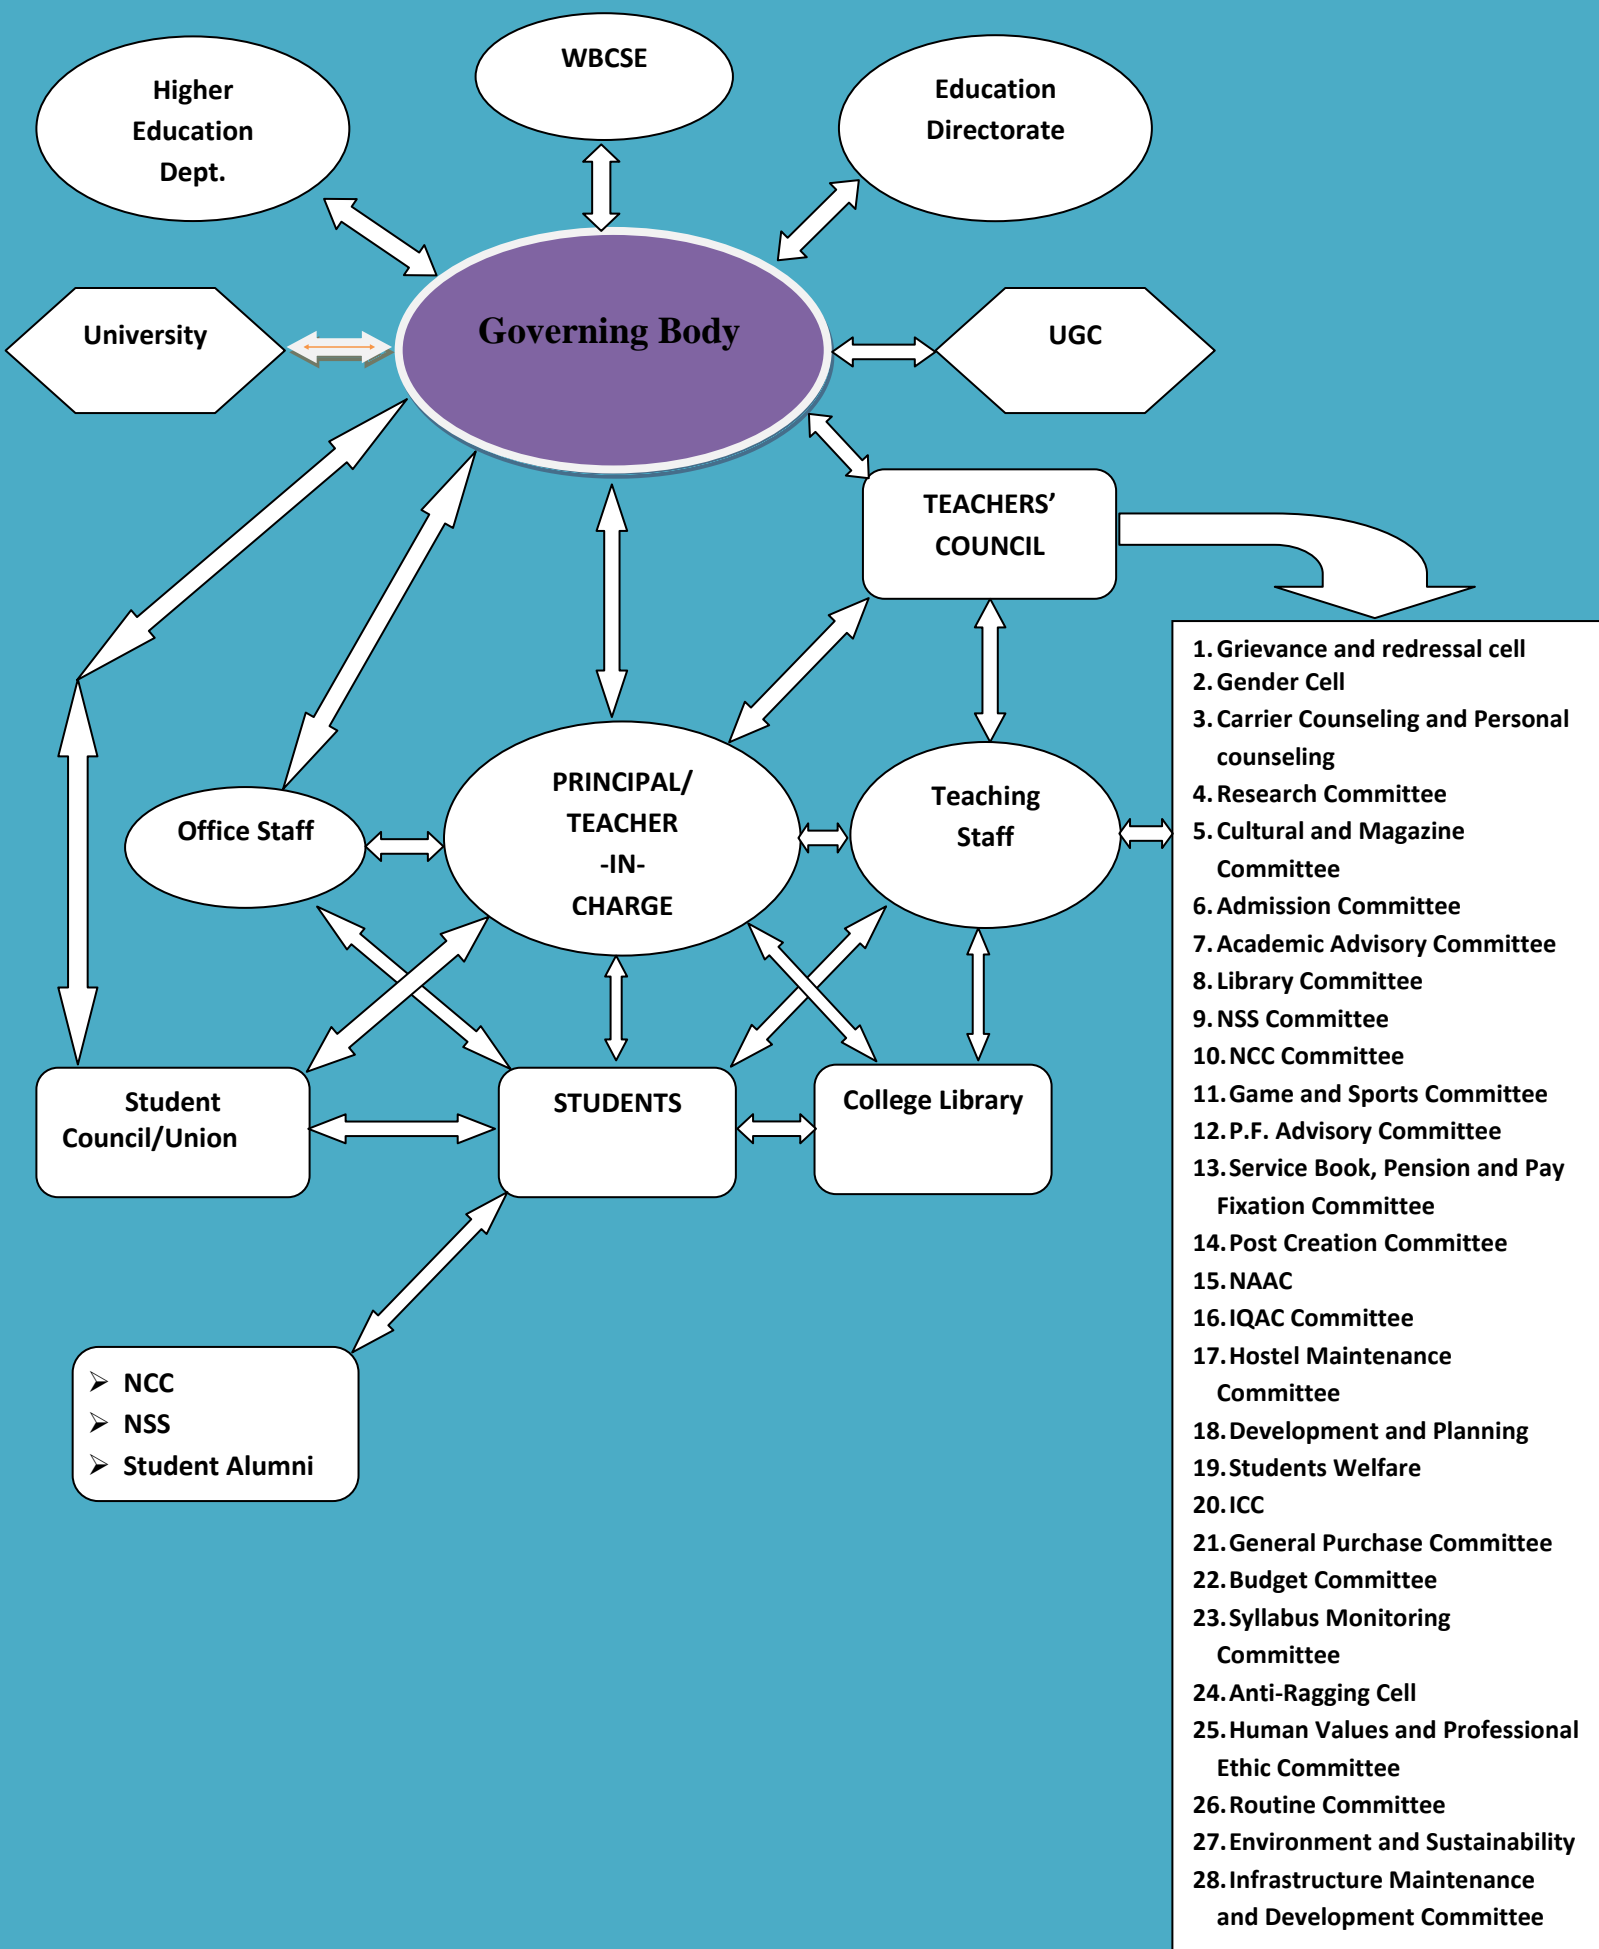 WBCSE
Higher
Education
Dept.
Education
Directorate
University
Governing Body
UGC
TEACHERS’
COUNCIL
PRINCIPAL/
TEACHER
-IN-
CHARGE
Office Staff
Teaching
Staff
Student
Council/Union
STUDENTS
College Library
➢ NCC
➢ NSS
➢ Student Alumni
1. Grievance and redressal cell
2. Gender Cell
3. Carrier Counseling and Personal
counseling
4. Research Committee
5. Cultural and Magazine
Committee
6. Admission Committee
7. Academic Advisory Committee
8. Library Committee
9. NSS Committee
10. NCC Committee
11. Game and Sports Committee
12. P.F. Advisory Committee
13. Service Book, Pension and Pay
Fixation Committee
14. Post Creation Committee
15. NAAC
16. IQAC Committee
17. Hostel Maintenance
Committee
18. Development and Planning
19. Students Welfare
20. ICC
21. General Purchase Committee
22. Budget Committee
23. Syllabus Monitoring
Committee
24. Anti-Ragging Cell
25. Human Values and Professional
Ethic Committee
26. Routine Committee
27. Environment and Sustainability
28. Infrastructure Maintenance
and Development Committee